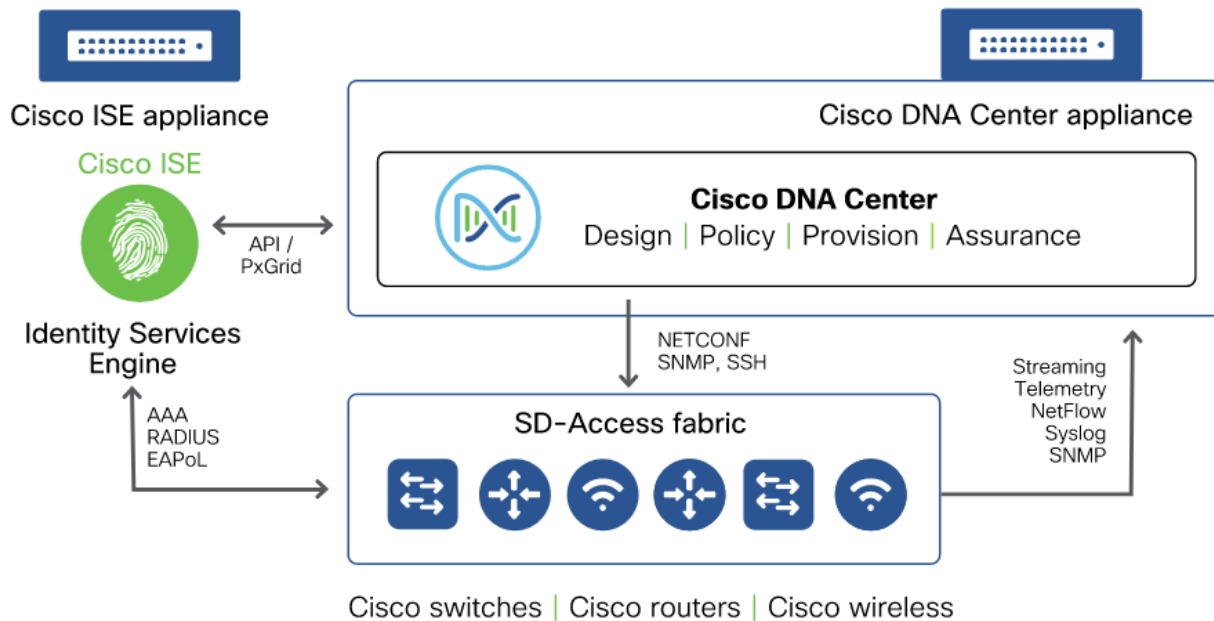 Cisco ISE appliance
Cisco DNA Center appliance
Cisco ISE
Cisco DNA Center
Design | Policy | Provision | Assurance
API /
PxGrid
Identity Services
Engine
NETCONF
SNMP, SSH
Streaming
Telemetry
NetFlow
Syslog
SNMP
AAA
RADIUS
EAPoL
SD-Access fabric
Cisco switches | Cisco routers | Cisco wireless